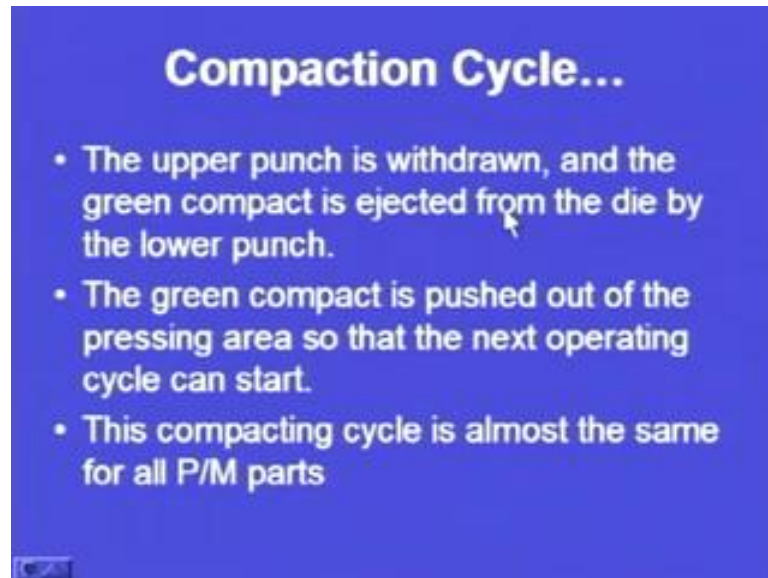 Compaction Cycle...
• The upper punch is withdrawn, and the
green compact is ejected from the die by
the lower punch.
• The green compact is pushed out of the
pressing area so that the next operating
cycle can start.
• This compacting cycle is almost the same
for all P/M parts